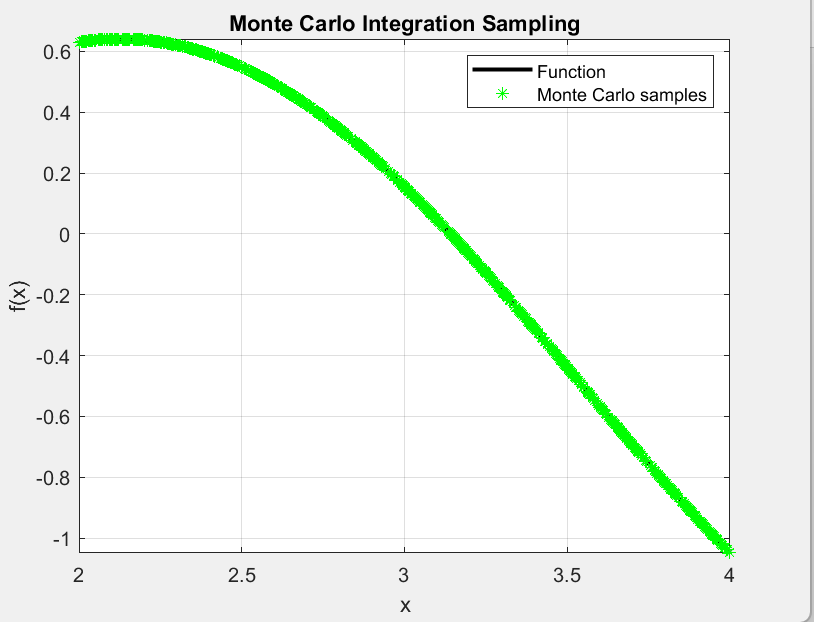 Monte Carlo Integration Sampling
Function
Monte Carlo samples
0.6
0.4
0.2
0
-0.2
-0.4
-0.6
-0.8
-1
f(x)
2
2.5
3
3.5
4
x